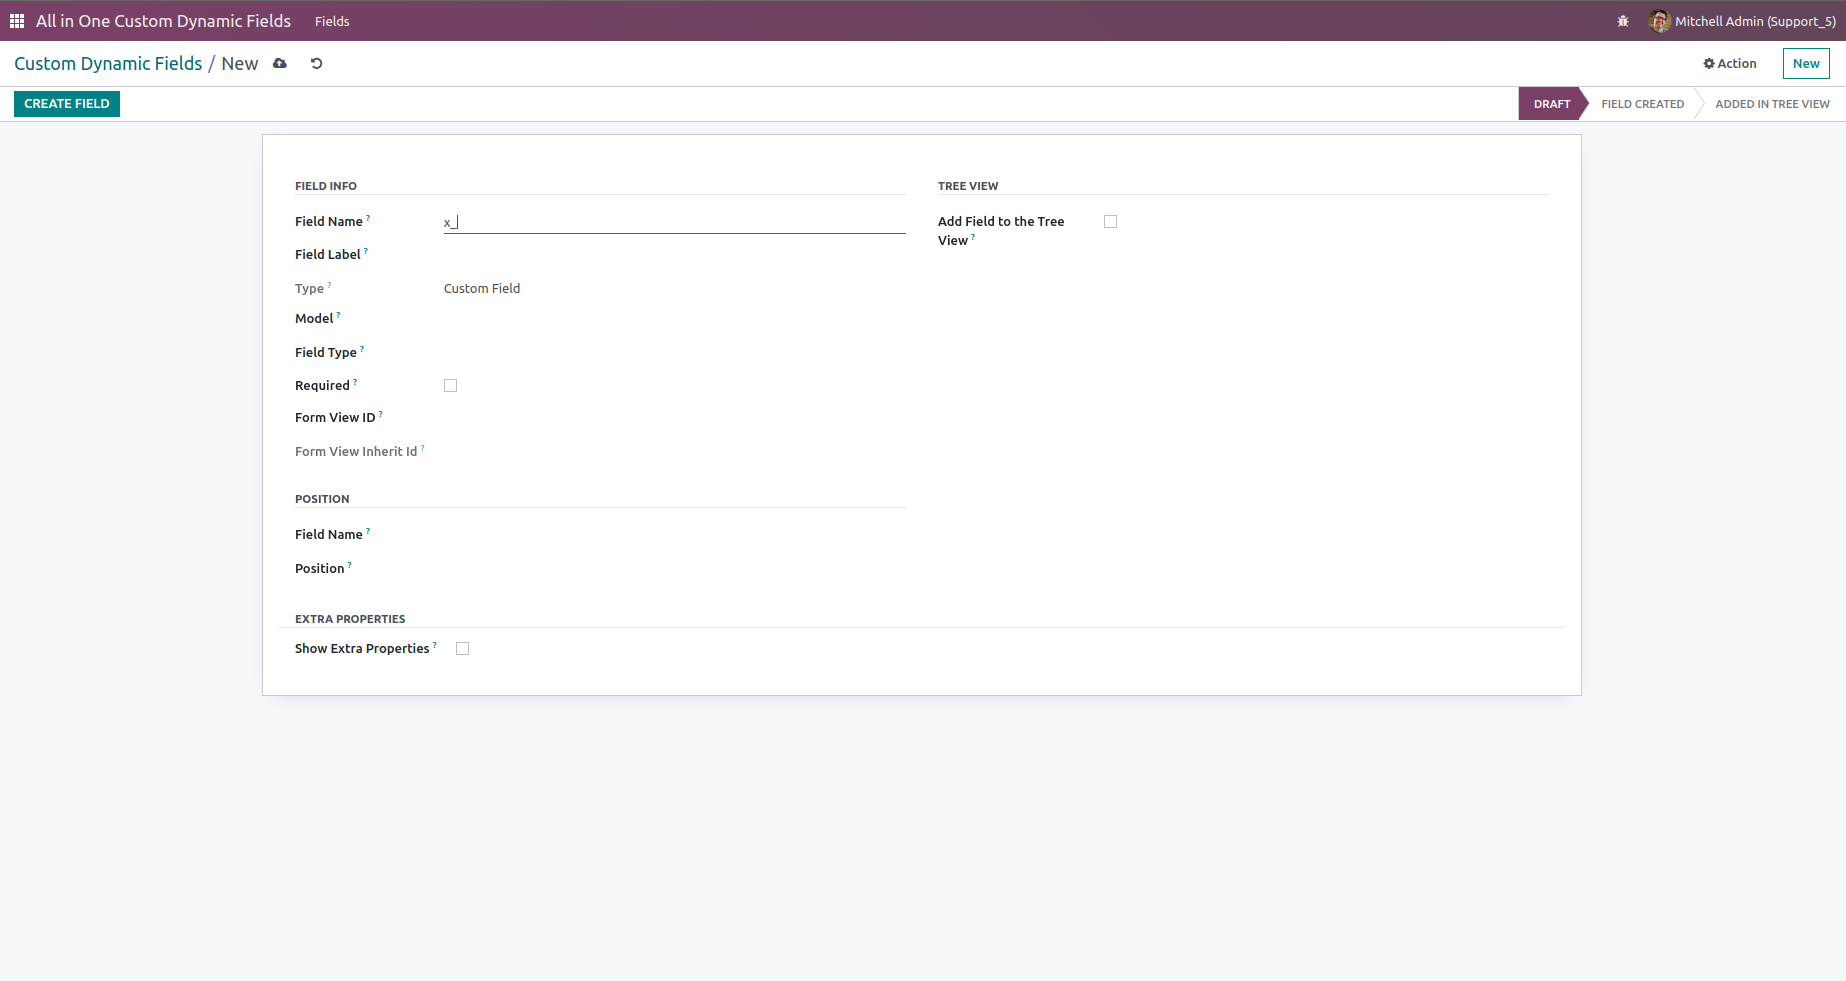 All in One Custom Dynamic Fields Fields Mitchell Admin (Support_5)
Custom Dynamic Fields / New Action New
CREATE FIELD DRAFT FIELD CREATED ADDED IN TREE VIEW
FIELD INFO
Field Name ? x_
Field Label ?
Type ? Custom Field
Model ?
Field Type ?
Required ?
Form View ID ?
Form View Inherit Id ?
POSITION
Field Name ?
Position ?
TREE VIEW
Add Field to the Tree
View ?
EXTRA PROPERTIES
Show Extra Properties ?